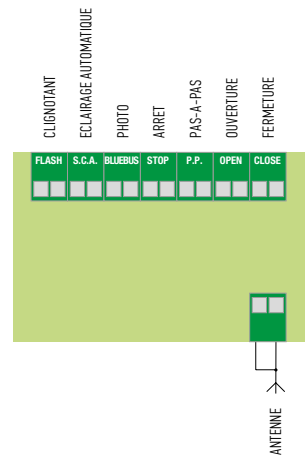 CLIGNOTANT
ECLAIRAGE AUTOMATIQUE
PHOTO
ARRET
PAS-A-PAS
OUVERTURE
FERMETURE
FLASH
S.C.A.
BLUEBUS
STOP
P.P.
OPEN
CLOSE
ANTENNE